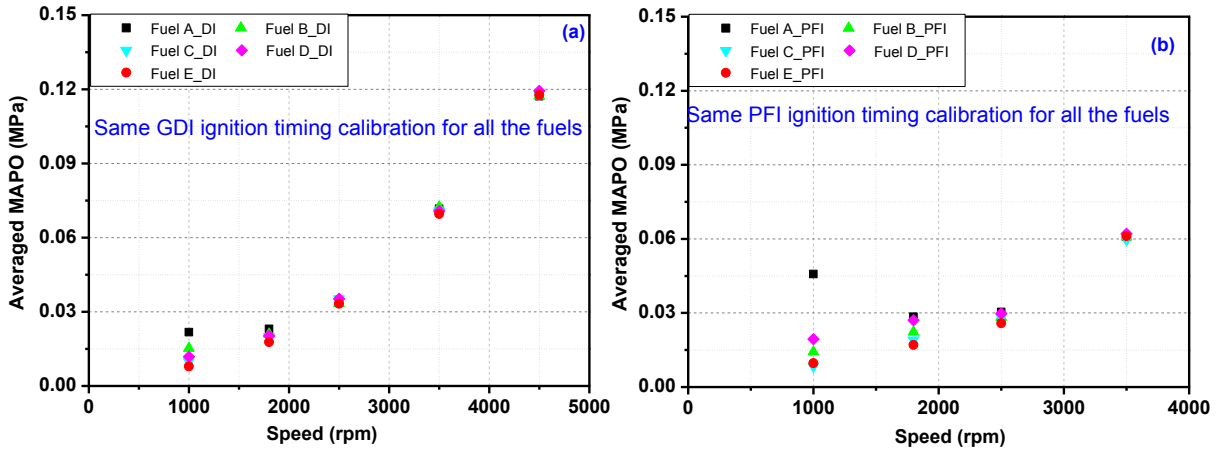 Fuel A_DI Fuel B_DI
Fuel C_DI Fuel D_DI
Fuel E_DI
(a)
Same GDI ignition timing calibration for all the fuels
Averaged MAPO (MPa)
0.15
0.12
0.09
0.06
0.03
0.00
0 1000 2000 3000 4000 5000
Speed (rpm)
Fuel A_PFI Fuel B_PFI
Fuel C_PFI Fuel D_PFI
Fuel E_PFI
(b)
Same PFI ignition timing calibration for all the fuels
Averaged MAPO (MPa)
0.15
0.12
0.09
0.06
0.03
0.00
0 1000 2000 3000 4000
Speed (rpm)